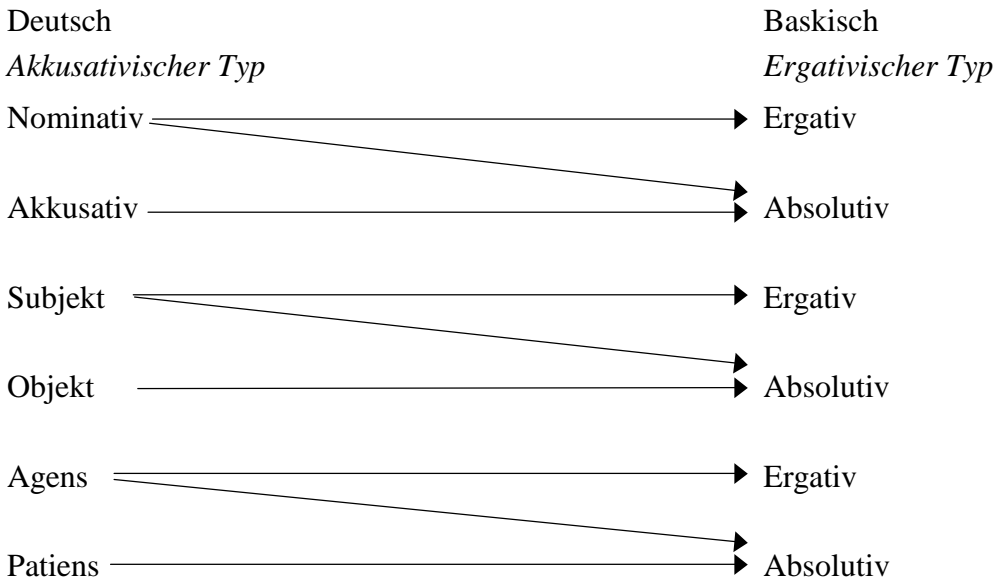 Deutsch Baskisch
Akkusativischer Typ Ergativischer Typ
Nominativ Ergativ
Akkusativ Absolutiv
Subjekt Ergativ
Objekt Absolutiv
Agens Ergativ
Patiens Absolutiv